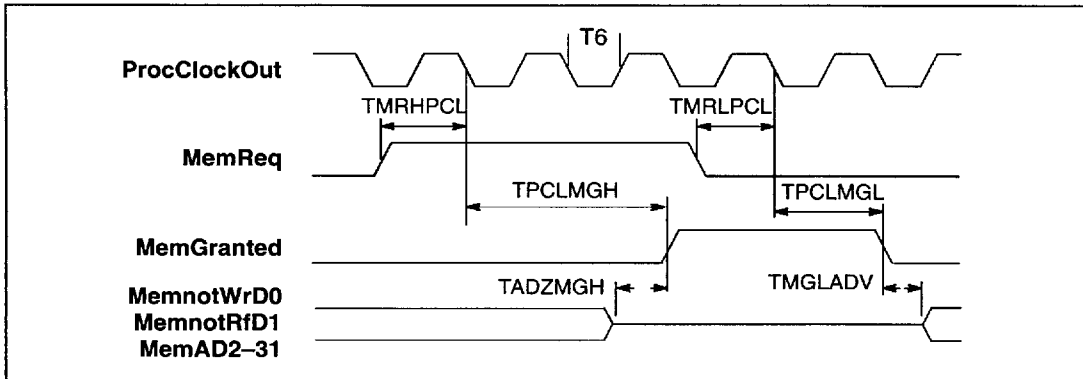 T6
ProcClockOut
TMRHPCL
TMRLPCL
MemReq
TPCLMGH
TPCLMGL
MemGranted
TADZMGH
TMGLADV
MemnotWrD0
MemnotRfD1
MemAD2–31